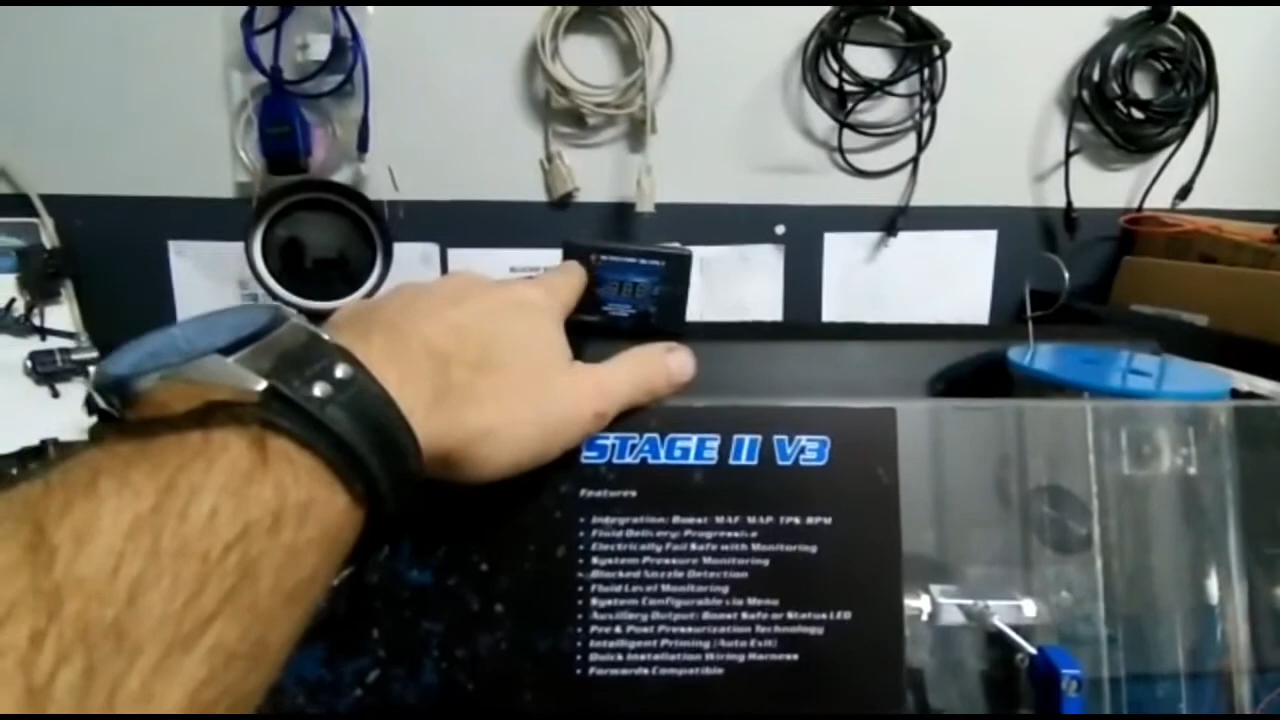 STAGE II V3
Features
• Integration: Boost/MAF/MAP/TPS/RPM
• Fluid Delivery: Progressive
• Electrically Fail Safe with Monitoring
• System Pressure Monitoring
• Blocked Nozzle Detection
• Fluid Level Monitoring
• System Configurable via Menu
• Auxiliary Output: Boost Safe or Status LED
• Pre & Post Pressurization Technology
• Intelligent Priming (Auto Exit)
• Quick Installation Wiring Harness
• Forwards Compatible